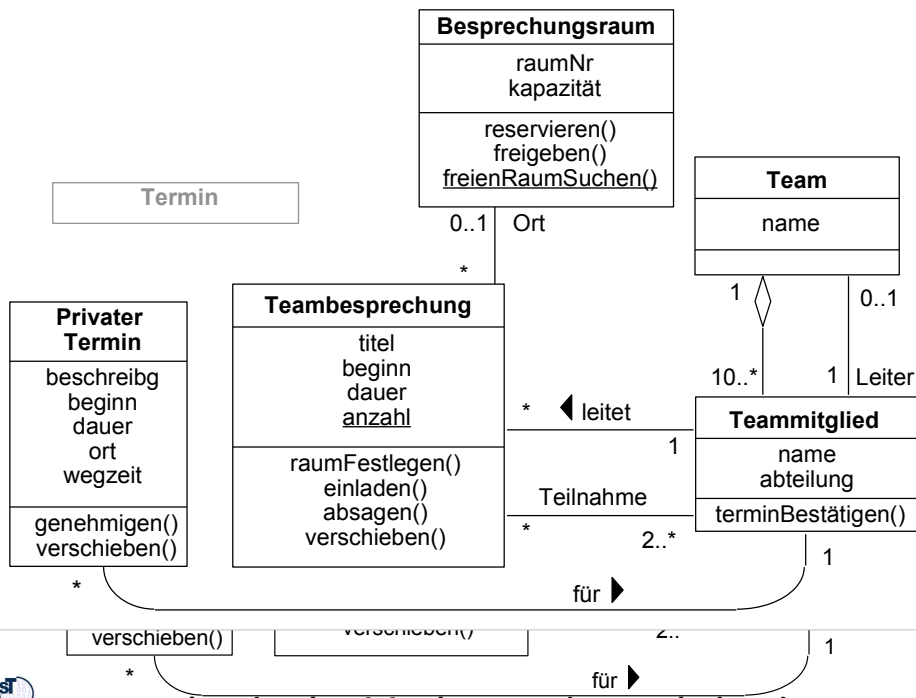 Besprechungsraum
raumNr
kapazität
reservieren()
freigeben()
freienRaumSuchen()
Termin
Team
name
0..1 Ort
*
1
0..1
Privater
Termin
beschreibg
beginn
dauer
ort
wegzeit
genehmigen()
verschieben()
*
Teambesprechung
titel
beginn
dauer
anzahl
raumFestlegen()
einladen()
absagen()
verschieben()
10..*
1 Leiter
* leitet
1
Teilnahme
*
2..*
Teammitglied
name
abteilung
terminBestätigen()
1
für
verschieben()
verschieben()
1
*
für